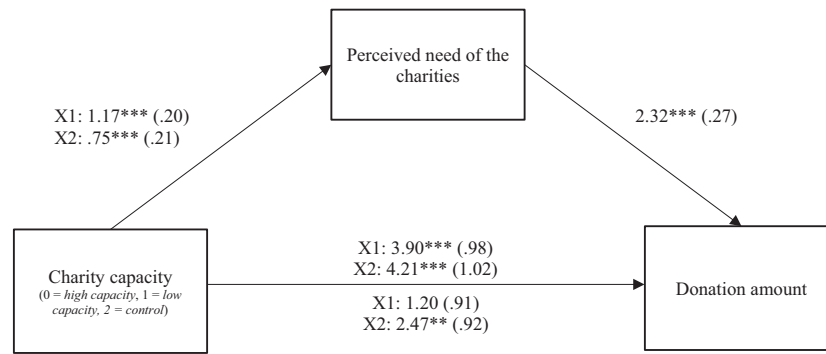 Perceived need of the
charities
X1: 1.17*** (.20)
X2: .75*** (.21)
2.32*** (.27)
Charity capacity
(0 = high capacity, 1 = low
capacity, 2 = control)
X1: 3.90*** (.98)
X2: 4.21*** (1.02)
X1: 1.20 (.91)
X2: 2.47** (.92)
Donation amount